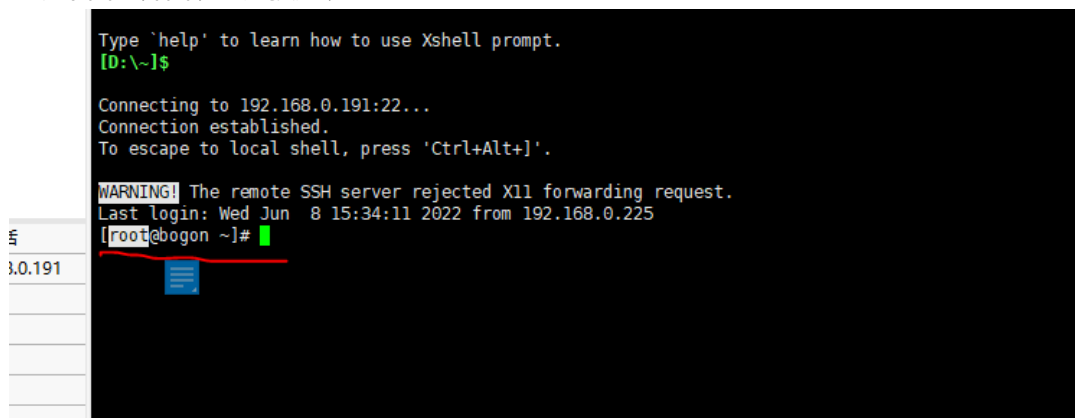 Type `help' to learn how to use Xshell prompt.
[D:\~]$
Connecting to 192.168.0.191:22...
Connection established.
To escape to local shell, press 'Ctrl+Alt+]'.
WARNING! The remote SSH server rejected X11 forwarding request.
Last login: Wed Jun  8 15:34:11 2022 from 192.168.0.225
[root@bogon ~]#
.0.191